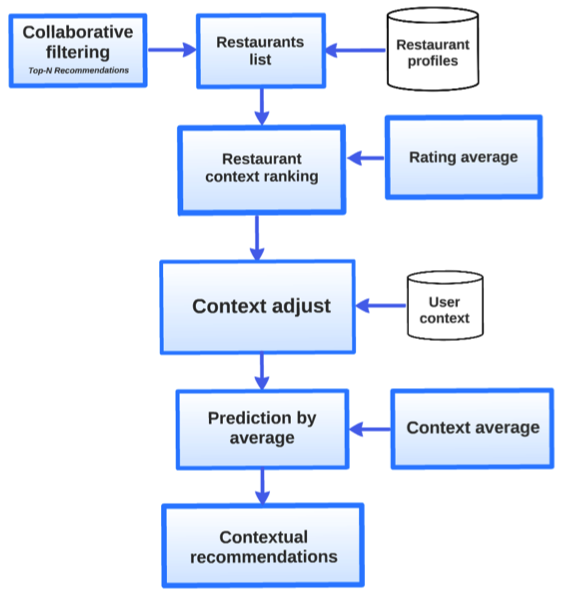 Collaborative
filtering
Top-N Recommendations
Restaurants
list
Restaurant
profiles
Restaurant
context ranking
Rating average
Context adjust
User
context
Prediction by
average
Context average
Contextual
recommendations